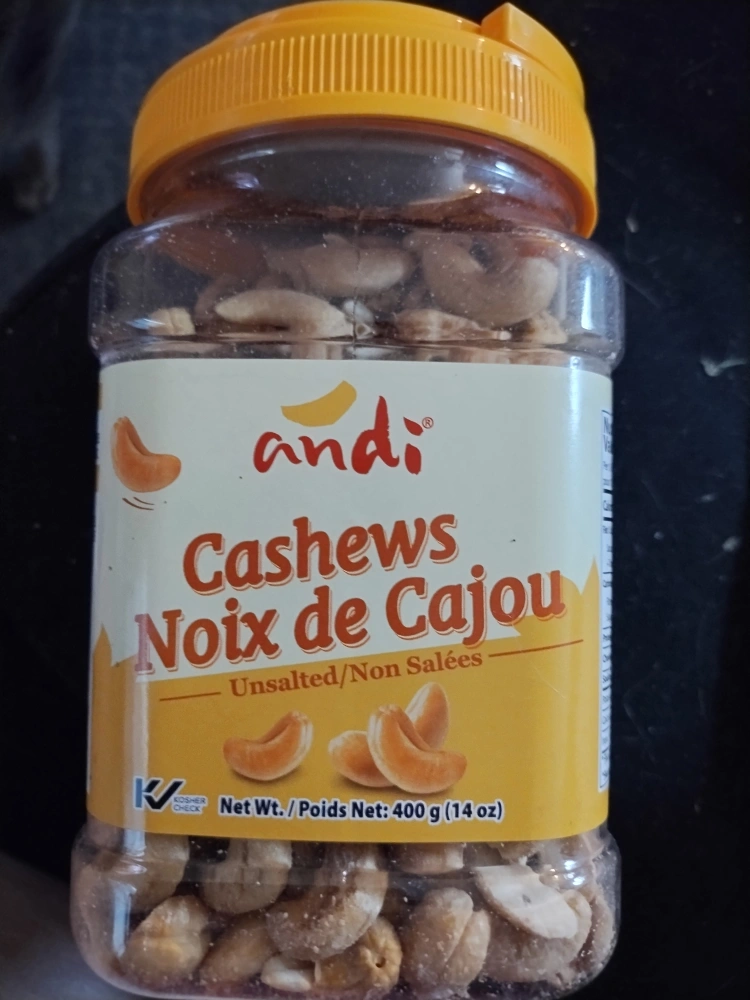 andi®
Cashews
Noix de Cajou
Unsalted/Non Salées
KOSHER
CHECK
Net Wt. / Poids Net: 400 g (14 oz)